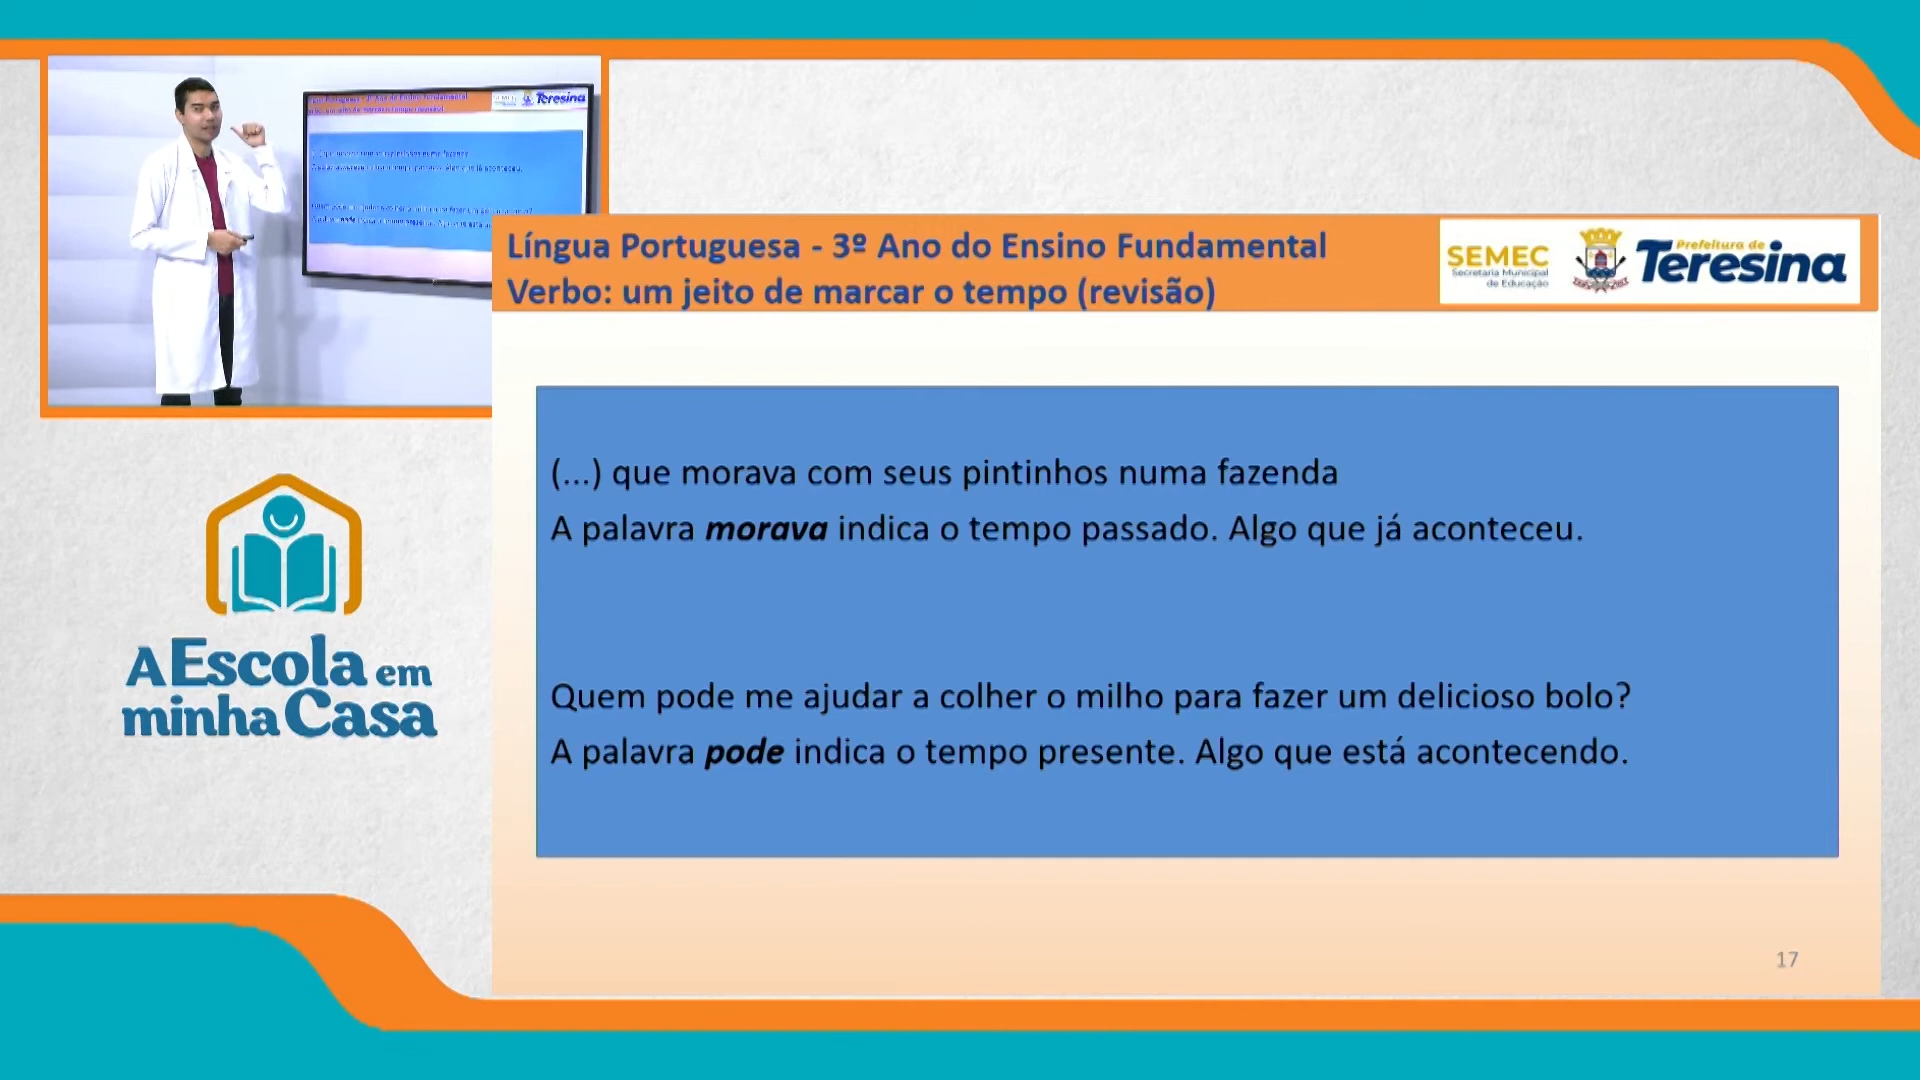 Teresina
Língua Portuguesa - 3º Ano do Ensino Fundamental
Verbo: um jeito de marcar o tempo (revisão)
SEMEC
Secretaria Municipal
de Educação
Prefeitura de
Teresina
(...) que morava com seus pintinhos numa fazenda
A palavra morava indica o tempo passado. Algo que já aconteceu.
Quem pode me ajudar a colher o milho para fazer um delicioso bolo?
A palavra pode indica o tempo presente. Algo que está acontecendo.
17
A Escola em
minha Casa